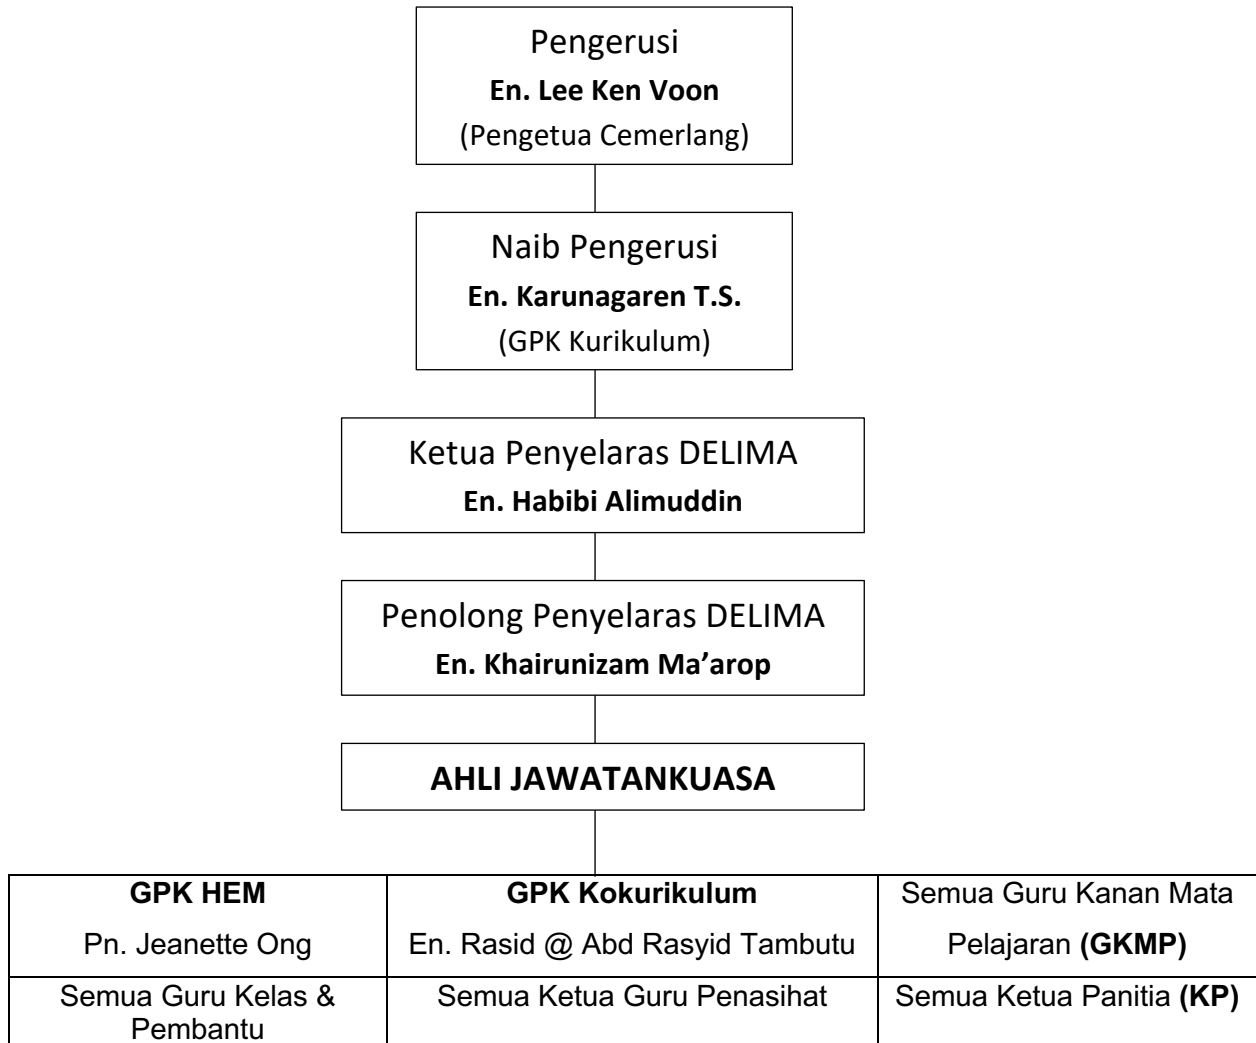 Pengerusi
En. Lee Ken Voon
(Pengetua Cemerlang)
Naib Pengerusi
En. Karunagaren T.S.
(GPK Kurikulum)
Ketua Penyelaras DELIMA
En. Habibi Alimuddin
Penolong Penyelaras DELIMA
En. Khairunizam Ma’arop
AHLI JAWATANKUASA
GPK HEM
Pn. Jeanette Ong
GPK Kokurikulum
En. Rasid @ Abd Rasyid Tambutu
Semua Guru Kanan Mata
Pelajaran (GKMP)
Semua Guru Kelas &
Pembantu
Semua Ketua Guru Penasihat
Semua Ketua Panitia (KP)